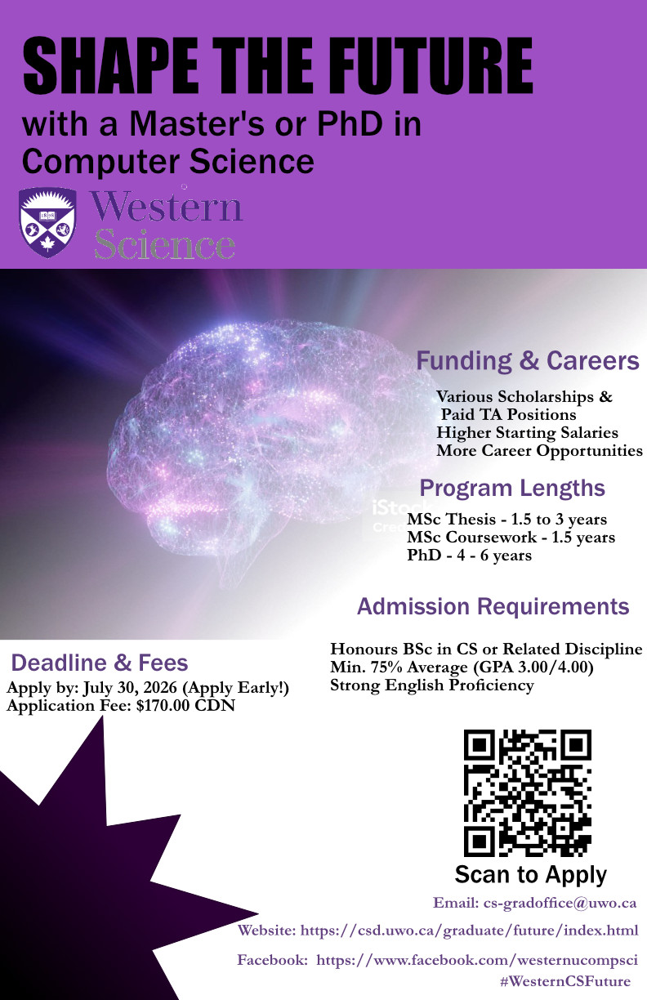 SHAPE THE FUTURE
with a Master's or PhD in
Computer Science
1878
Western
Science
Funding & Careers
Various Scholarships &
Paid TA Positions
Higher Starting Salaries
More Career Opportunities
Program Lengths
iStock
MSc Thesis - 1.5 to 3 years
MSc Coursework - 1.5 years
PhD - 4 - 6 years
Admission Requirements
Honours BSc in CS or Related Discipline
Min. 75% Average (GPA 3.00/4.00)
Strong English Proficiency
Deadline & Fees
Apply by: July 30, 2026 (Apply Early!)
Application Fee: $170.00 CDN
Scan to Apply
Email: cs-gradoffice@uwo.ca
Website: https://csd.uwo.ca/graduate/future/index.html
Facebook: https://www.facebook.com/westernucompsci
#WesternCSFuture